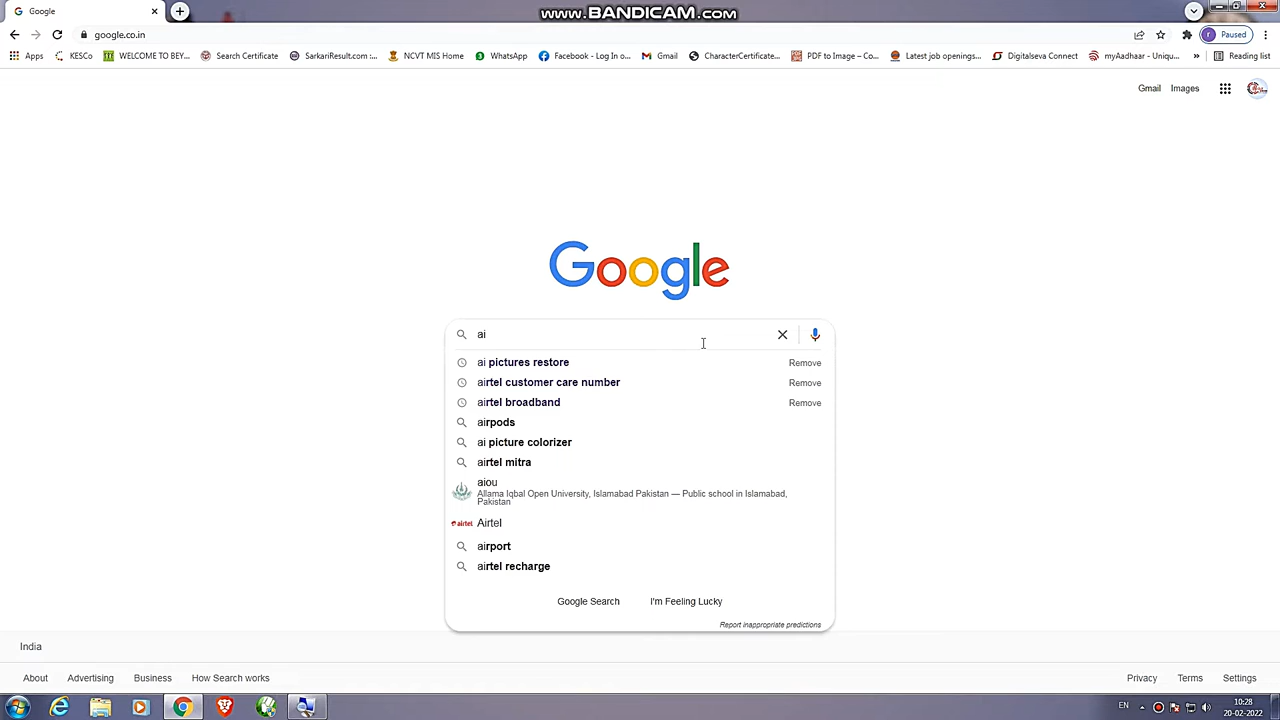 Google
www.BANDICAM.com
google.co.in
Paused
Apps
KESCo
WELCOME TO BEY...
Search Certificate
SarkariResult.com :...
NCVT MIS Home
WhatsApp
Facebook - Log In o...
Gmail
CharacterCertificat...
PDF to Image – Co...
Latest job openings...
Digitalseva Connect
myAadhaar - Uniqu...
Reading list
Gmail
Images
Google
ai
ai pictures restore Remove
airtel customer care number Remove
airtel broadband Remove
airpods
ai picture colorizer
airtel mitra
aiou
Allama Iqbal Open University, Islamabad Pakistan — Public school in Islamabad,
Pakistan
airtel Airtel
airport
airtel recharge
Google Search I'm Feeling Lucky
Report inappropriate predictions
India
About Advertising Business How Search works Privacy Terms Settings
EN
10:28
20-02-2022